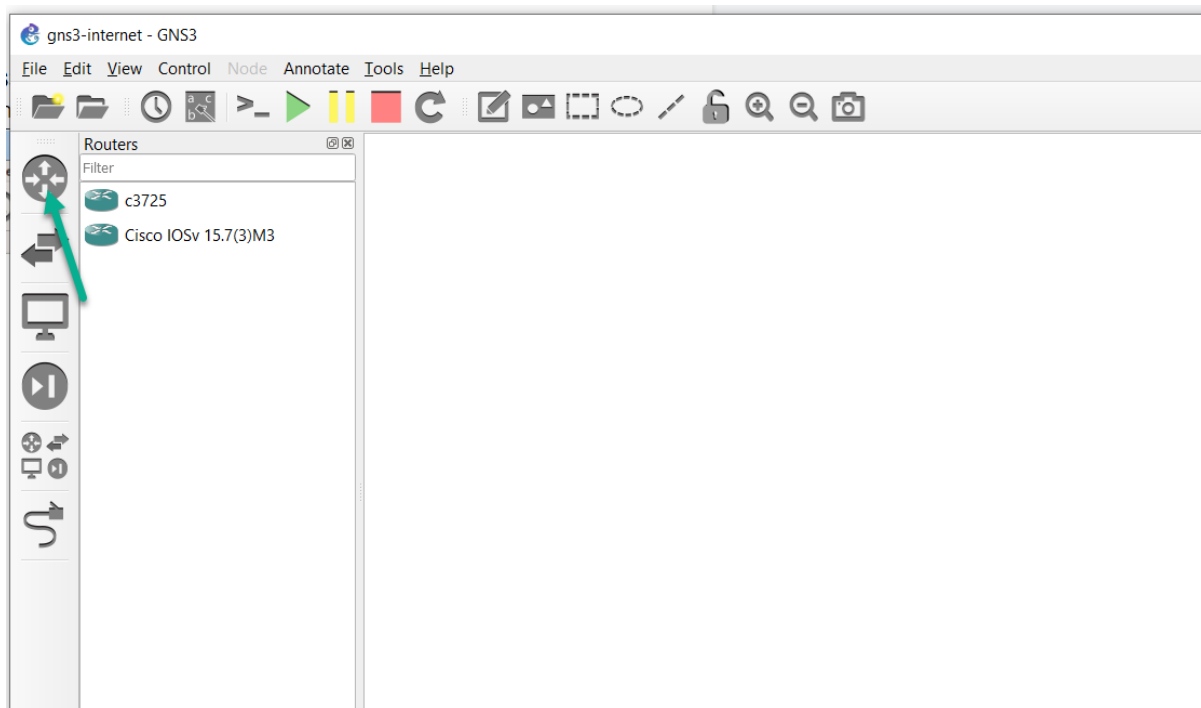 gns3-internet - GNS3
File Edit View Control Node Annotate Tools Help
Routers
Filter
c3725
Cisco IOSv 15.7(3)M3